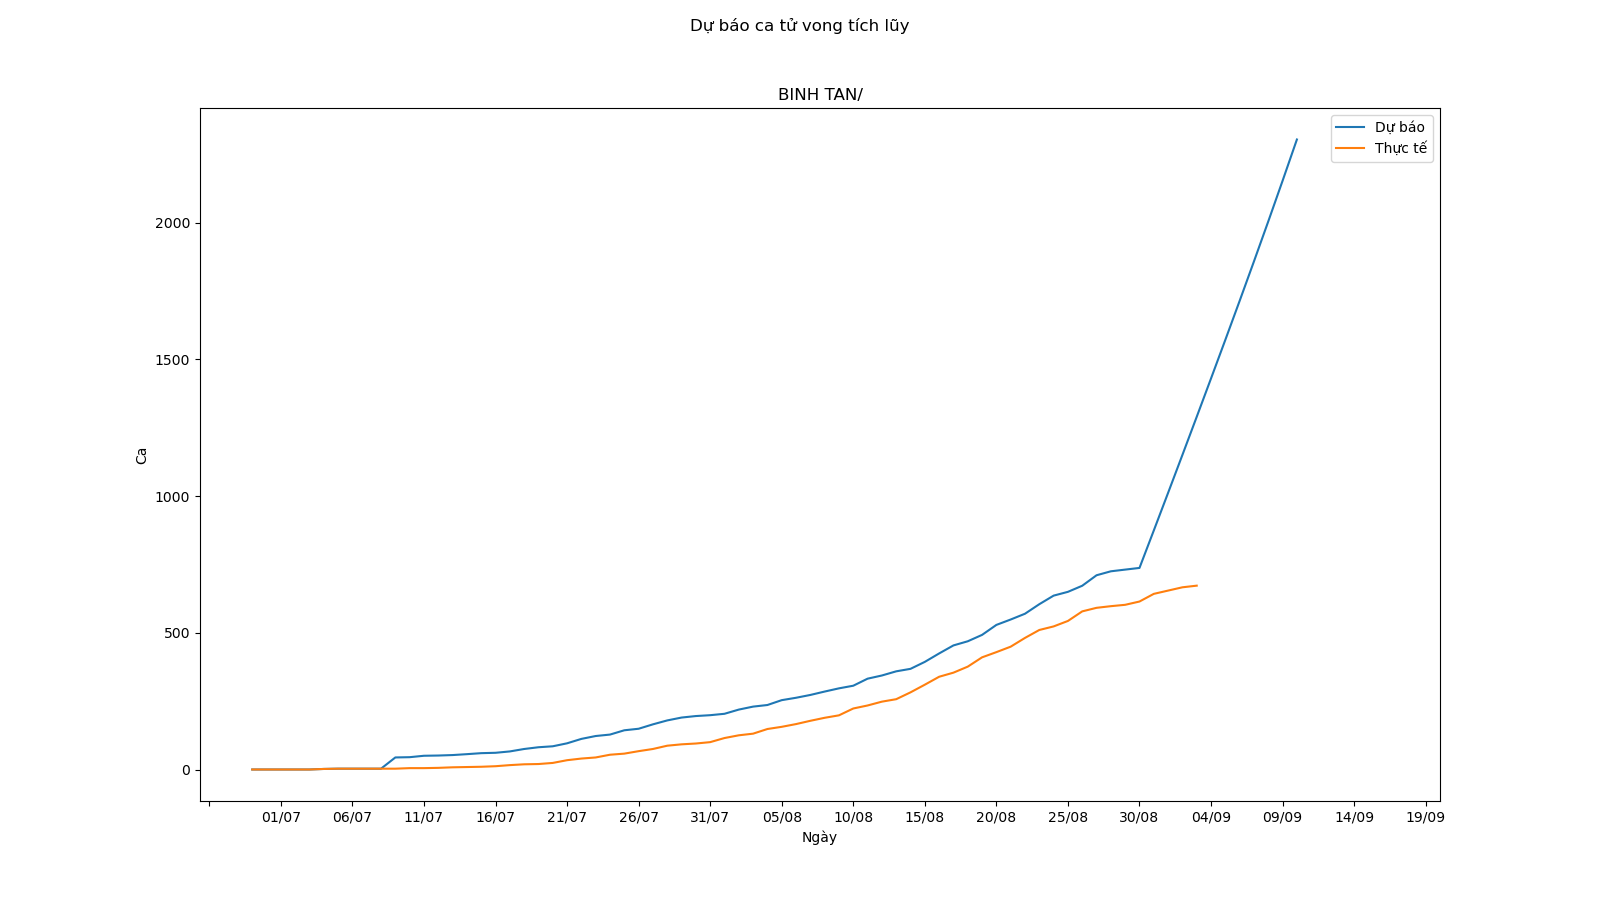 Dự báo ca tử vong tích lũy
BINH TAN/
Dự báo
Thực tế
2000
1500
1000
500
0
Ca
01/07 06/07 11/07 16/07 21/07 26/07 31/07 05/08 10/08 15/08 20/08 25/08 30/08 04/09 09/09 14/09 19/09
Ngày